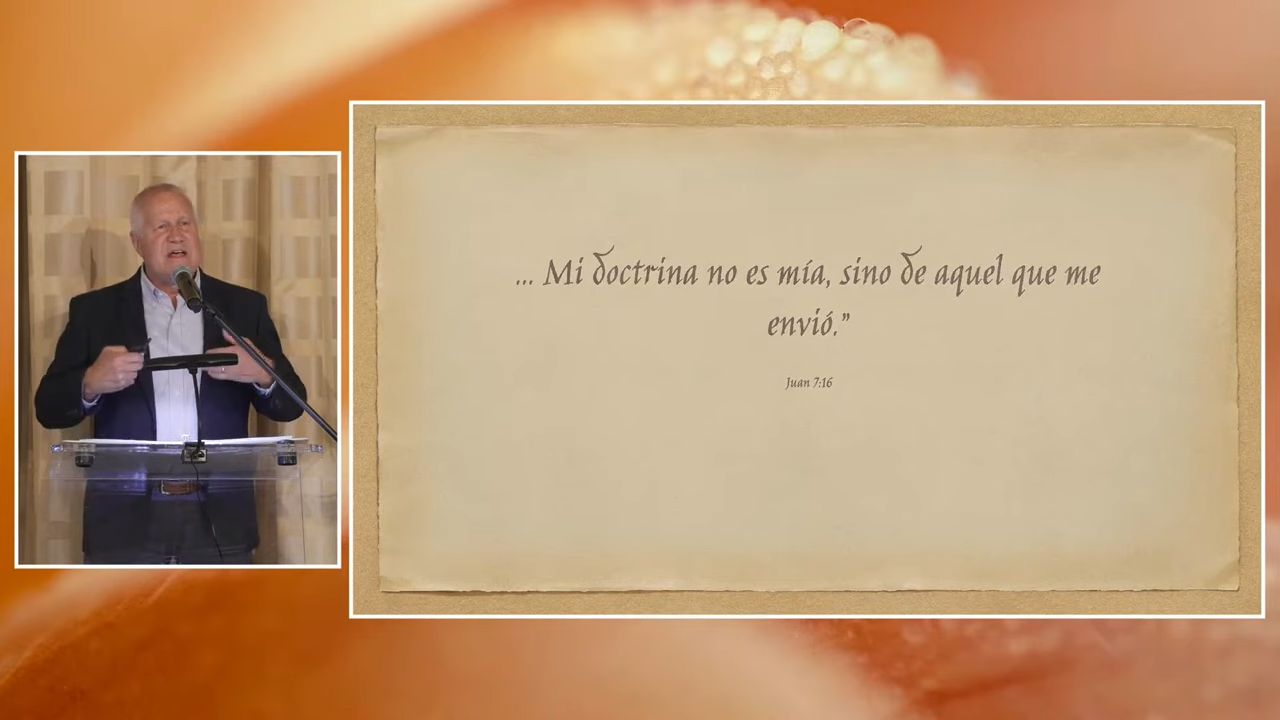 ... Mi doctrina no es mía, sino de aquel que me
envió.”
Juan 7:16